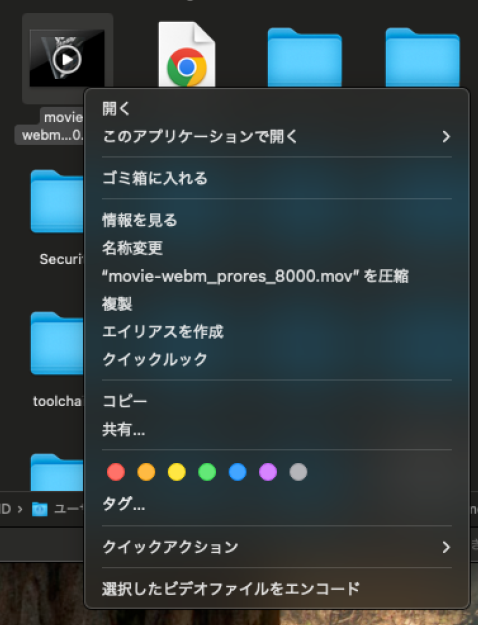 movie
webm...0.
開く
このアプリケーションで開く
ゴミ箱に入れる
情報を見る
名称変更
“movie-webm_prores_8000.mov” を圧縮
複製
エイリアスを作成
クイックルック
Securi
コピー
toolcha
共有...
タグ...
D › ユーザ
クイックアクション
選択したビデオファイルをエンコード